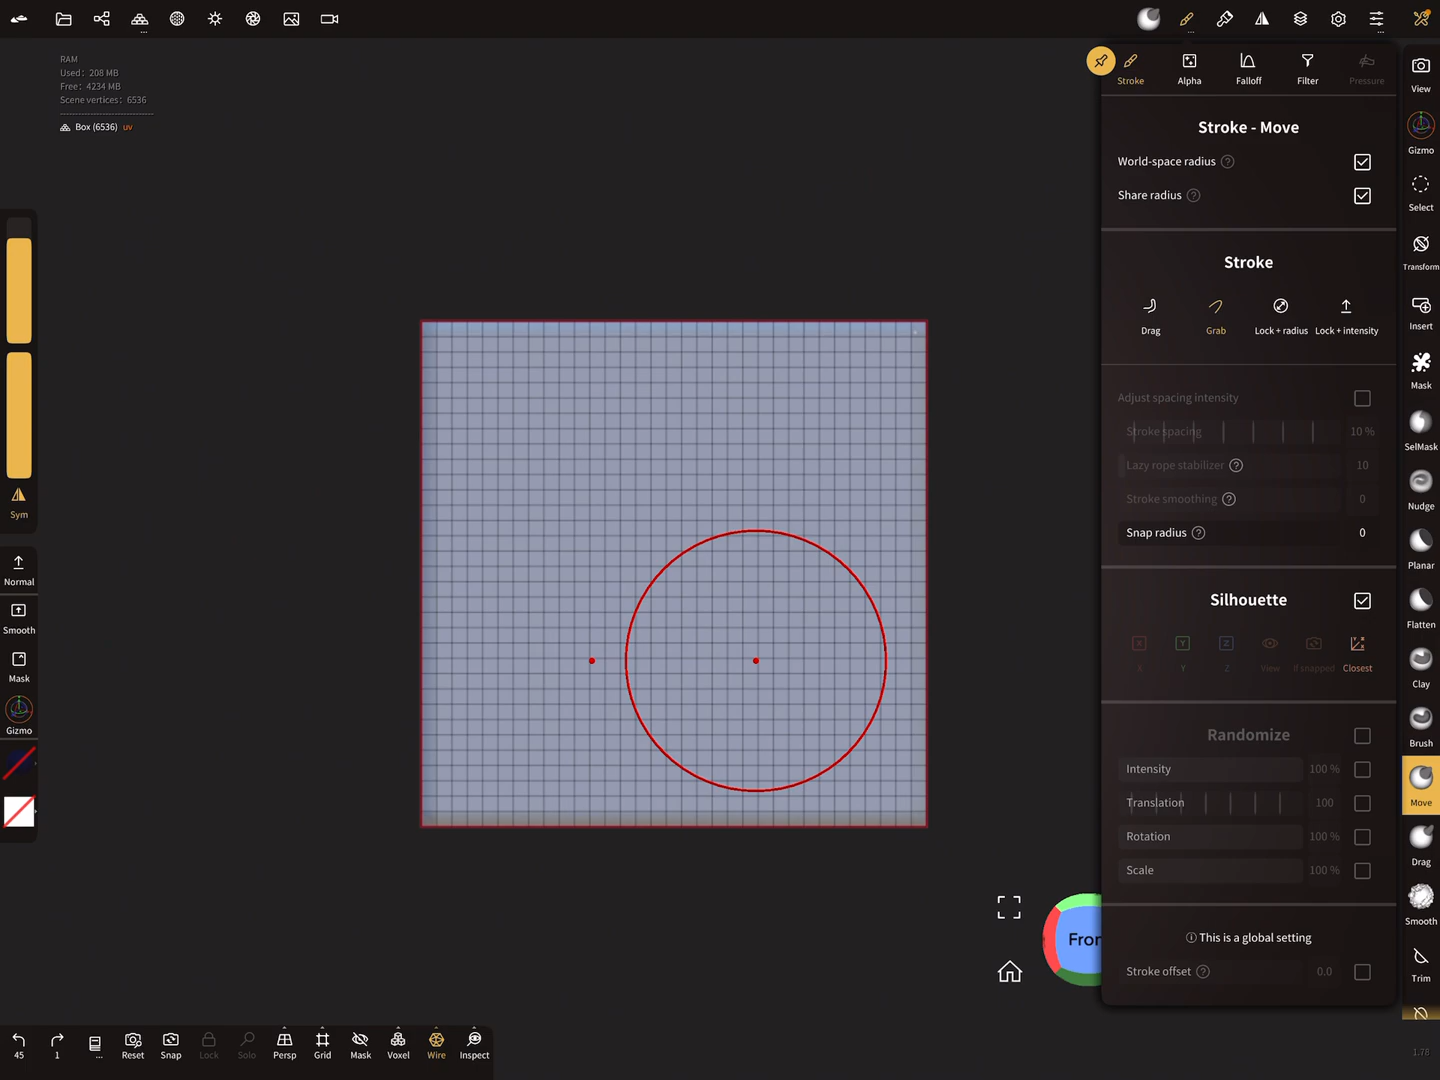 RAM
Used: 208 MB
Free: 4234 MB
Scene vertices: 6536
Box (6536) uv
Sym
Normal
Smooth
Mask
Gizmo
Stroke Alpha Falloff Filter Pressure
Stroke - Move
World-space radius ?
Share radius ?
Stroke
Drag Grab Lock + radius Lock + intensity
Adjust spacing intensity
Stroke spacing 10 %
Lazy rope stabilizer ? 10
Stroke smoothing ? 0
Snap radius ? 0
Silhouette
X Y Z
X Y Z View If snapped Closest
Randomize
Intensity 100 %
Translation 100
Rotation 100 %
Scale 100 %
This is a global setting
Stroke offset ? 0.0
View
Gizmo
Select
Transform
Insert
Mask
SelMask
Nudge
Planar
Flatten
Clay
Brush
Move
Drag
Smooth
Trim
Fron
45 1 ... Reset Snap Lock Solo Persp Grid Mask Voxel Wire Inspect
1.78